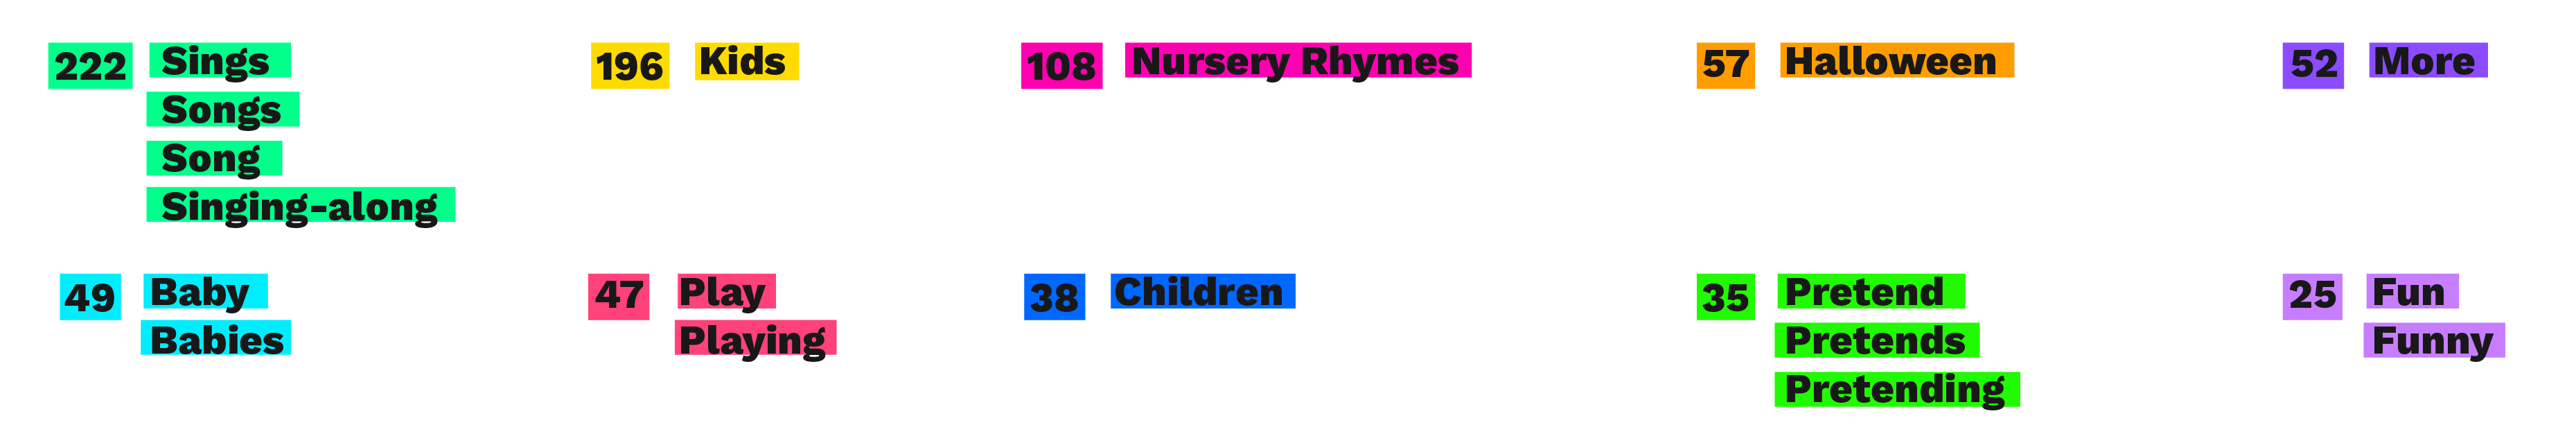 222 Sings
Songs
Song
Singing-along
196 Kids
108 Nursery Rhymes
57 Halloween
52 More
49 Baby
Babies
47 Play
Playing
38 Children
35 Pretend
Pretends
Pretending
25 Fun
Funny